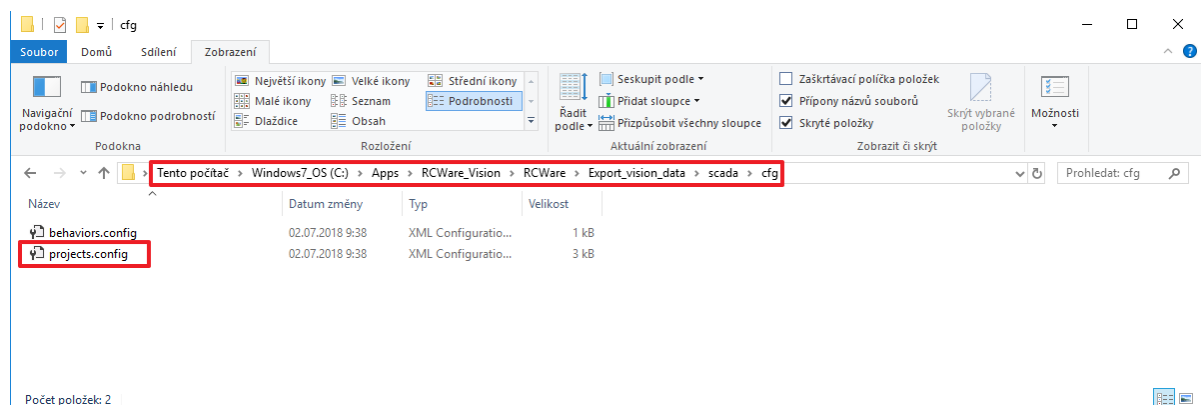 cfg
Soubor Domů Sdílení Zobrazení
Navigační podokno
Podokno náhledu
Podokno podrobností
Podokna
Největší ikony Velké ikony Střední ikony
Malé ikony Seznam Podrobnosti
Dlaždice Obsah
Rozložení
Řadit podle
Seskupit podle
Přidat sloupce
Přizpůsobit všechny sloupce
Aktuální zobrazení
Zaškrtávací políčka položek
Přípony názvů souborů
Skryté položky
Skrýt vybrané položky
Zobrazit či skrýt
Možnosti
Tento počítač > Windows7_OS (C:) > Apps > RCWare_Vision > RCWare > Export_vision_data > scada > cfg
Prohledat: cfg
Název Datum změny Typ Velikost
behaviors.config 02.07.2018 9:38 XML Configuratio... 1 kB
projects.config 02.07.2018 9:38 XML Configuratio... 3 kB
Počet položek: 2